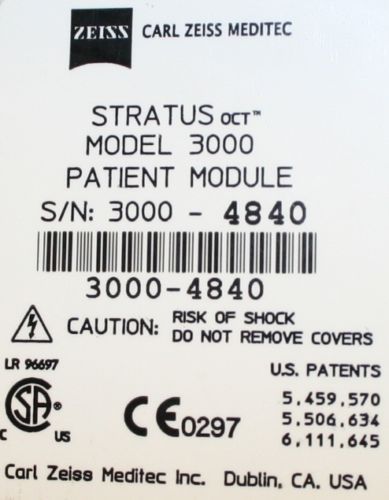 ZEISS CARL ZEISS MEDITEC
STRATUS OCT™
MODEL 3000
PATIENT MODULE
S/N: 3000 - 4840
3000-4840
CAUTION: RISK OF SHOCK
DO NOT REMOVE COVERS
LR 96697
U.S. PATENTS
5,459,570
5,506,634
6,111,645
C SA ® US
CE0297
Carl Zeiss Meditec Inc. Dublin, CA. USA